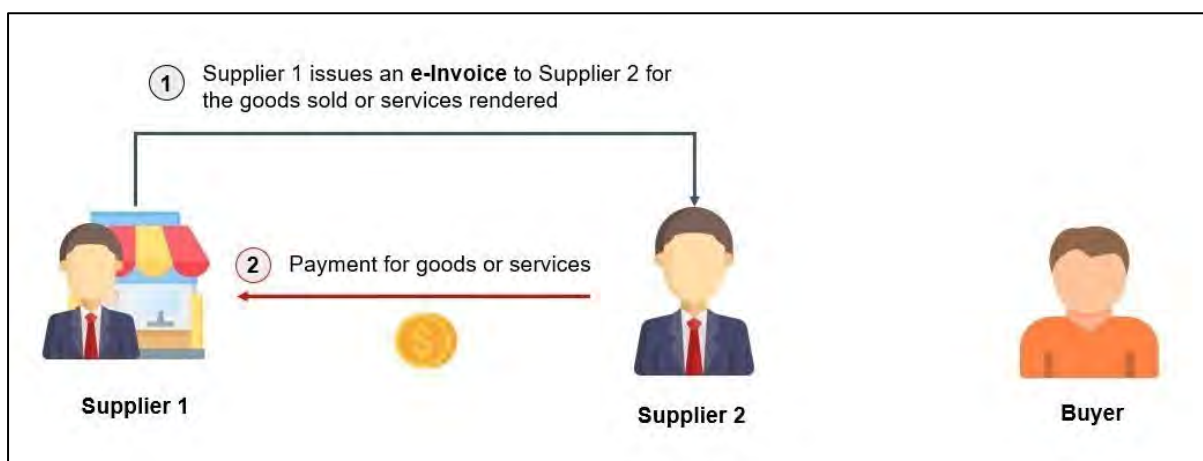 1
Supplier 1 issues an e-Invoice to Supplier 2 for
the goods sold or services rendered
2
Payment for goods or services
$
Supplier 1
Supplier 2
Buyer